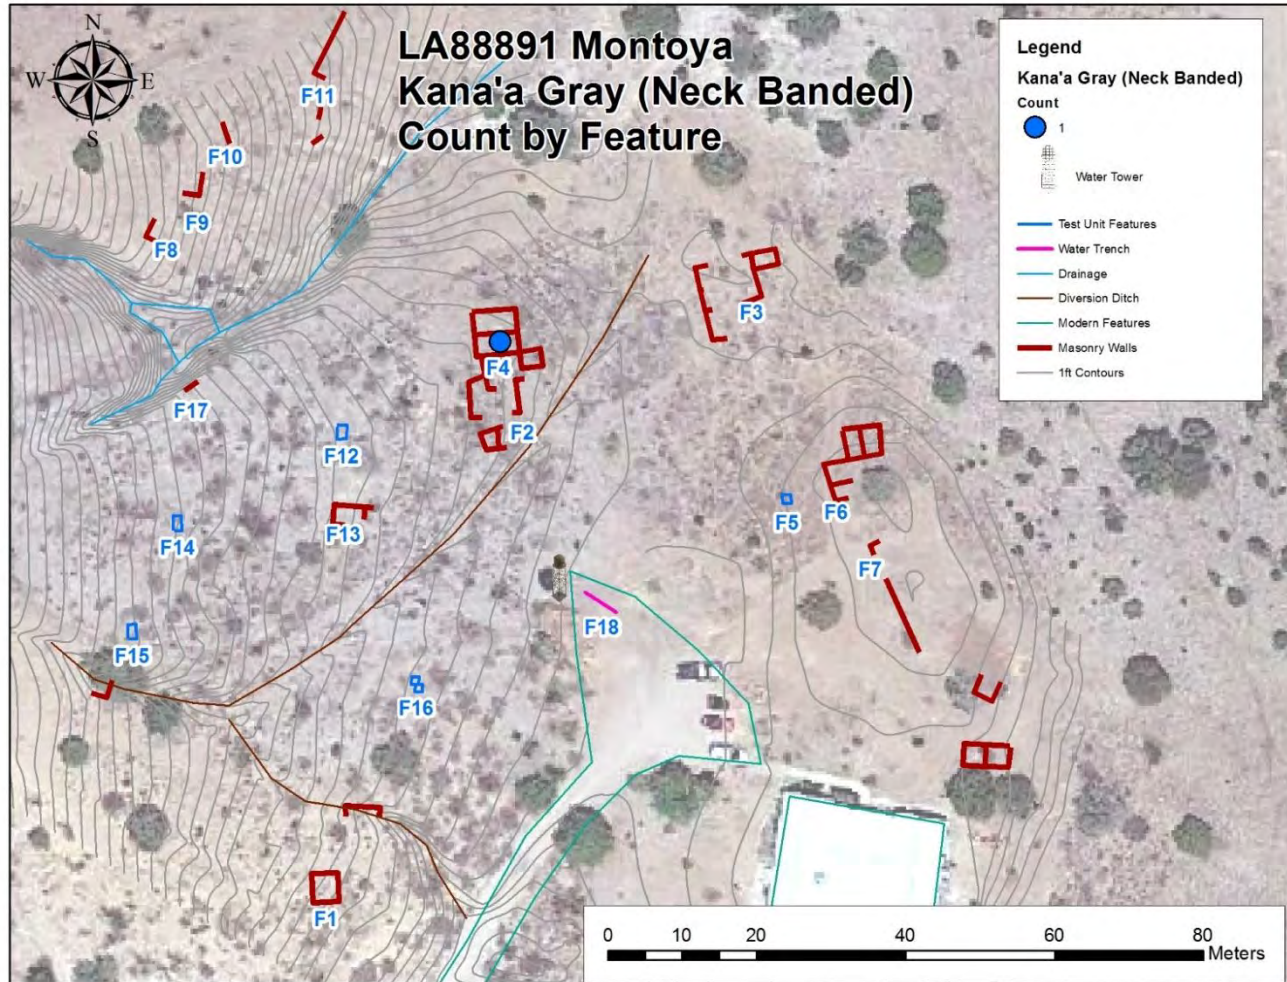 N
W
E
S
LA88891 Montoya
Kana'a Gray (Neck Banded)
Count by Feature
Legend
Kana'a Gray (Neck Banded)
Count
1
Water Tower
Test Unit Features
Water Trench
Drainage
Diversion Ditch
Modern Features
Masonry Walls
1ft Contours
F11
F10
F9
F8
F3
F4
F17
F2
F12
F5
F6
F14
F13
F7
F18
F15
F16
F1
0 10 20 40 60 80
Meters